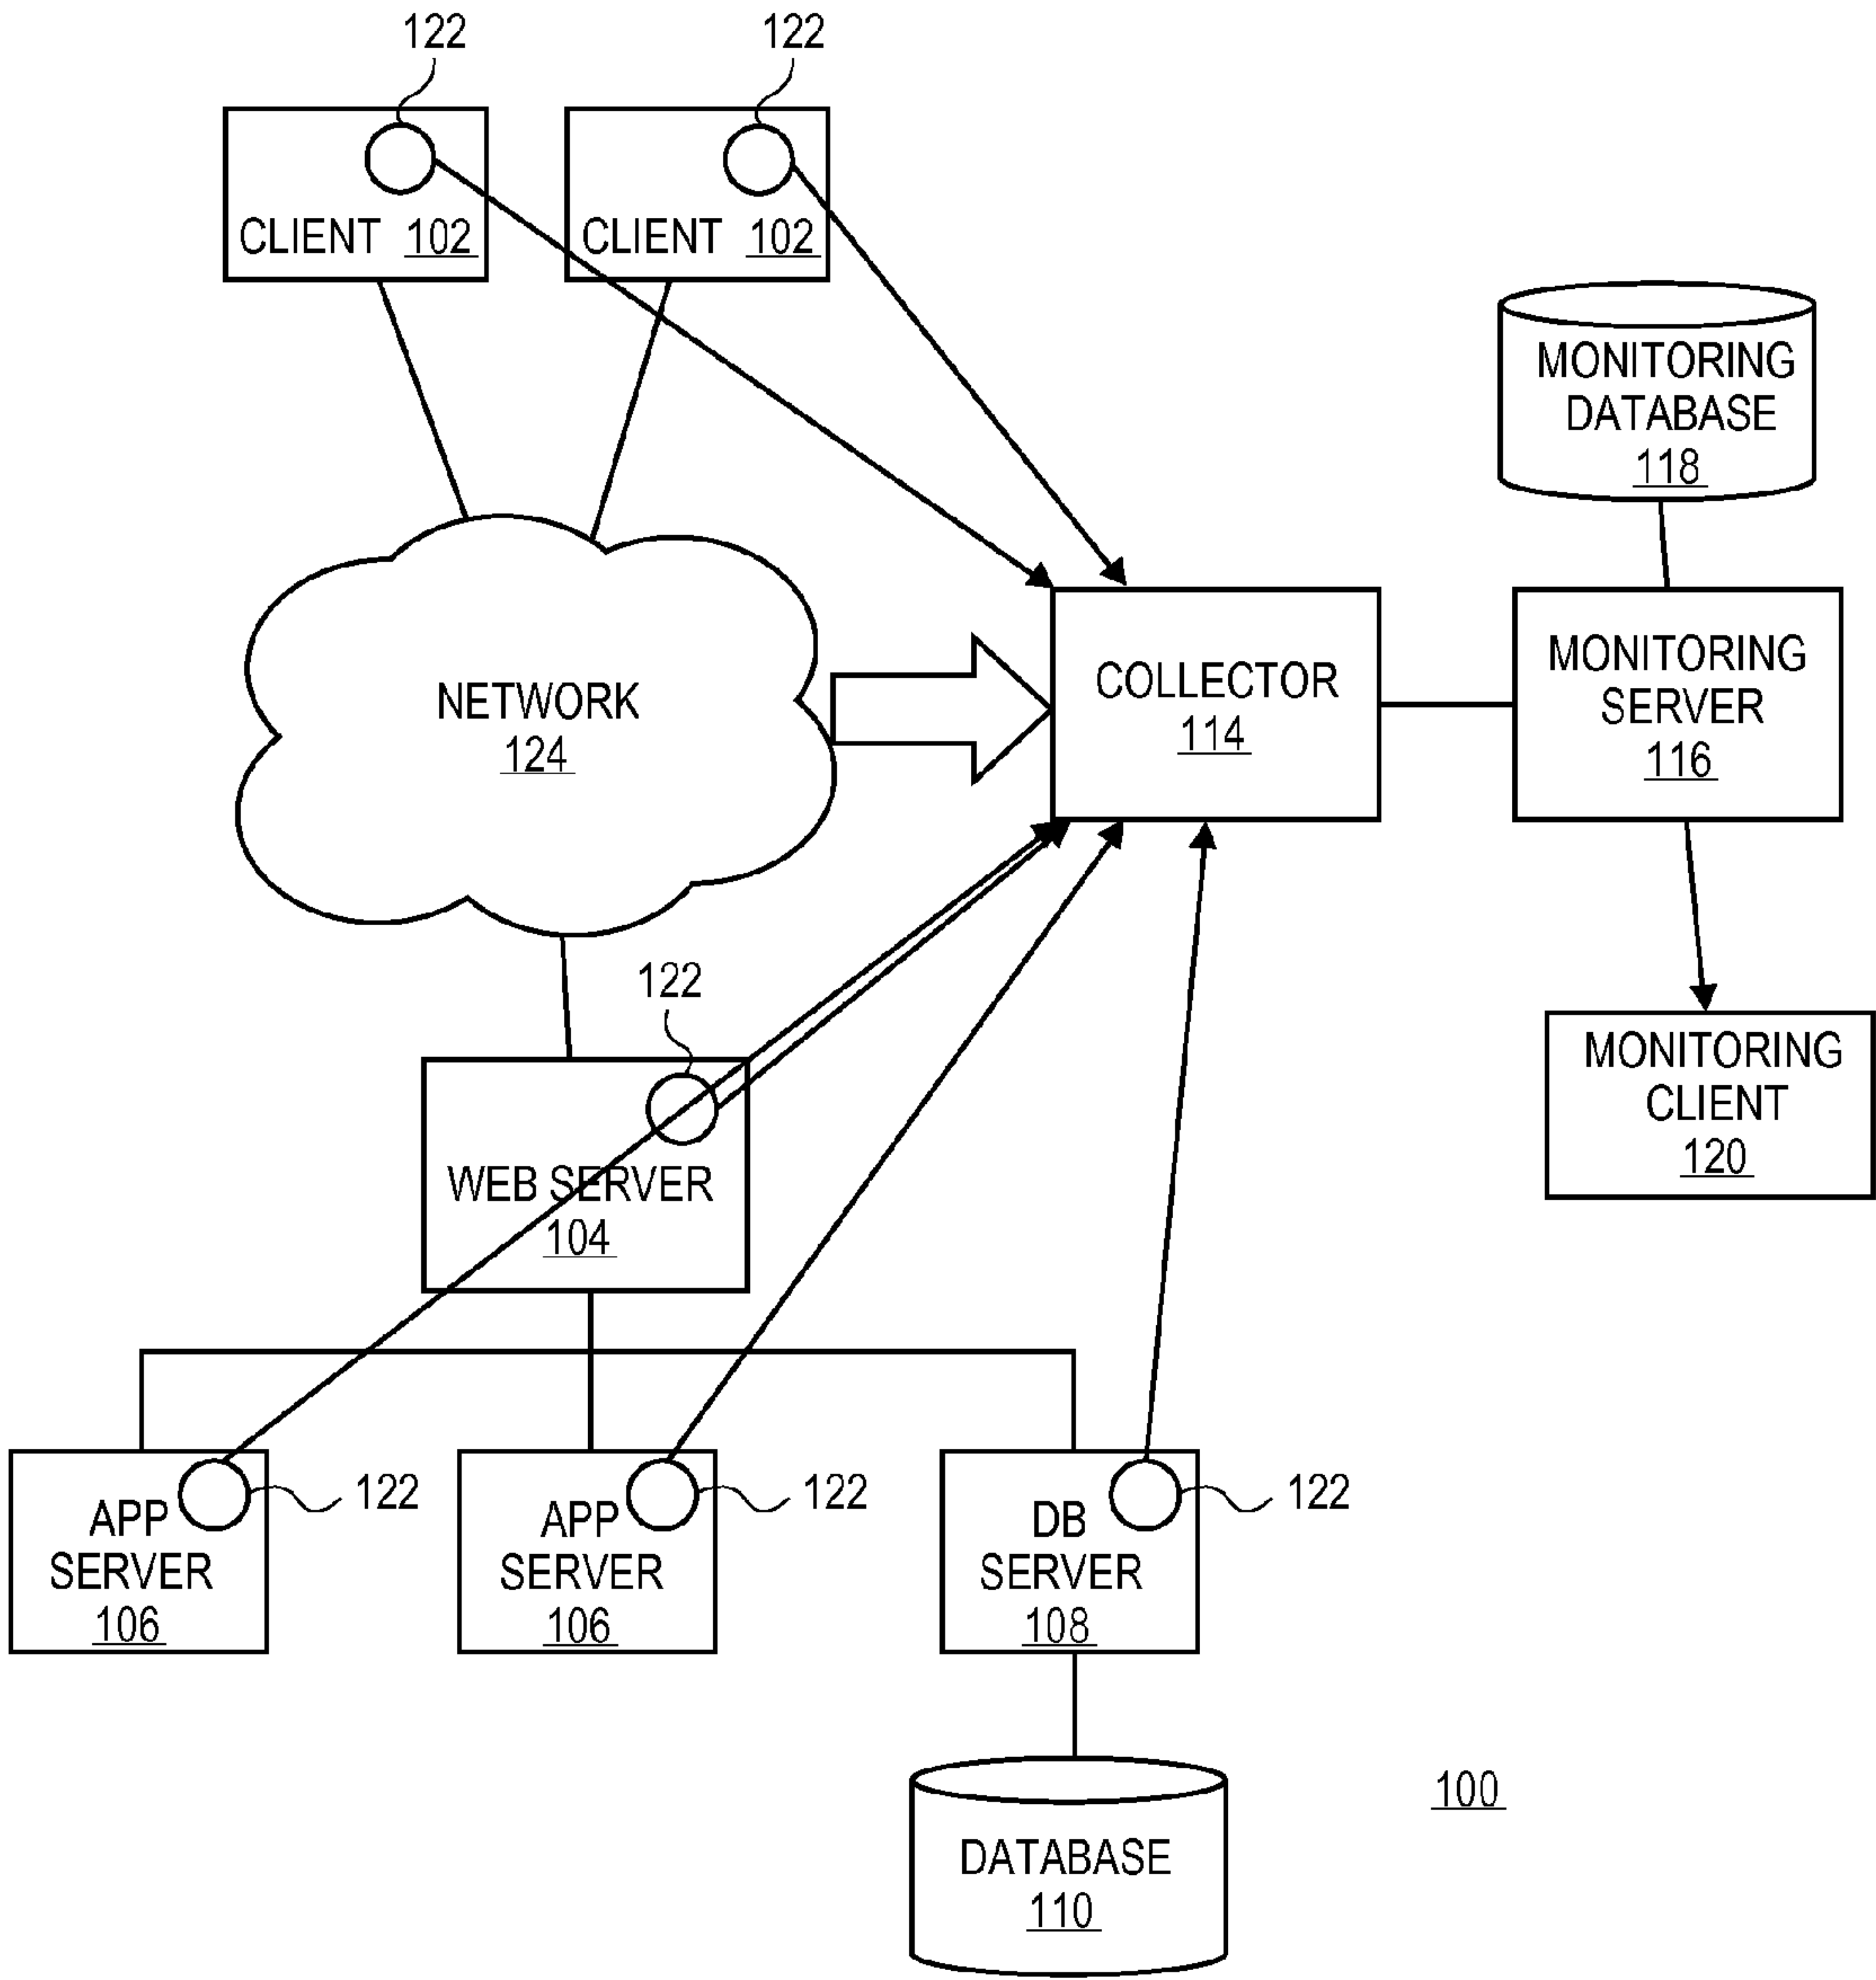 122
122
CLIENT 102
CLIENT 102
MONITORING
DATABASE
118
NETWORK
124
COLLECTOR
114
MONITORING
SERVER
116
122
WEB SERVER
104
MONITORING
CLIENT
120
APP
SERVER
106
122
APP
SERVER
106
122
DB
SERVER
108
122
DATABASE
110
100